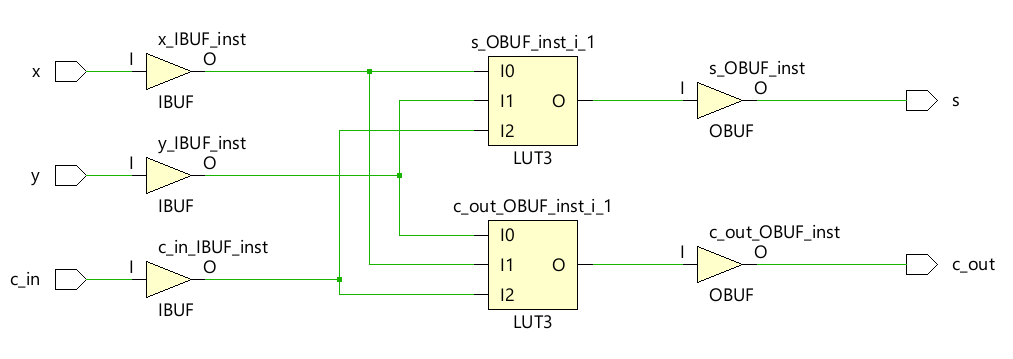 x_IBUF_inst
x
I
O
IBUF
s_OBUF_inst_i_1
I0
I1
I2
O
LUT3
s_OBUF_inst
I
O
OBUF
s
y_IBUF_inst
y
I
O
IBUF
c_in_IBUF_inst
c_in
I
O
IBUF
c_out_OBUF_inst_i_1
I0
I1
I2
O
LUT3
c_out_OBUF_inst
I
O
OBUF
c_out